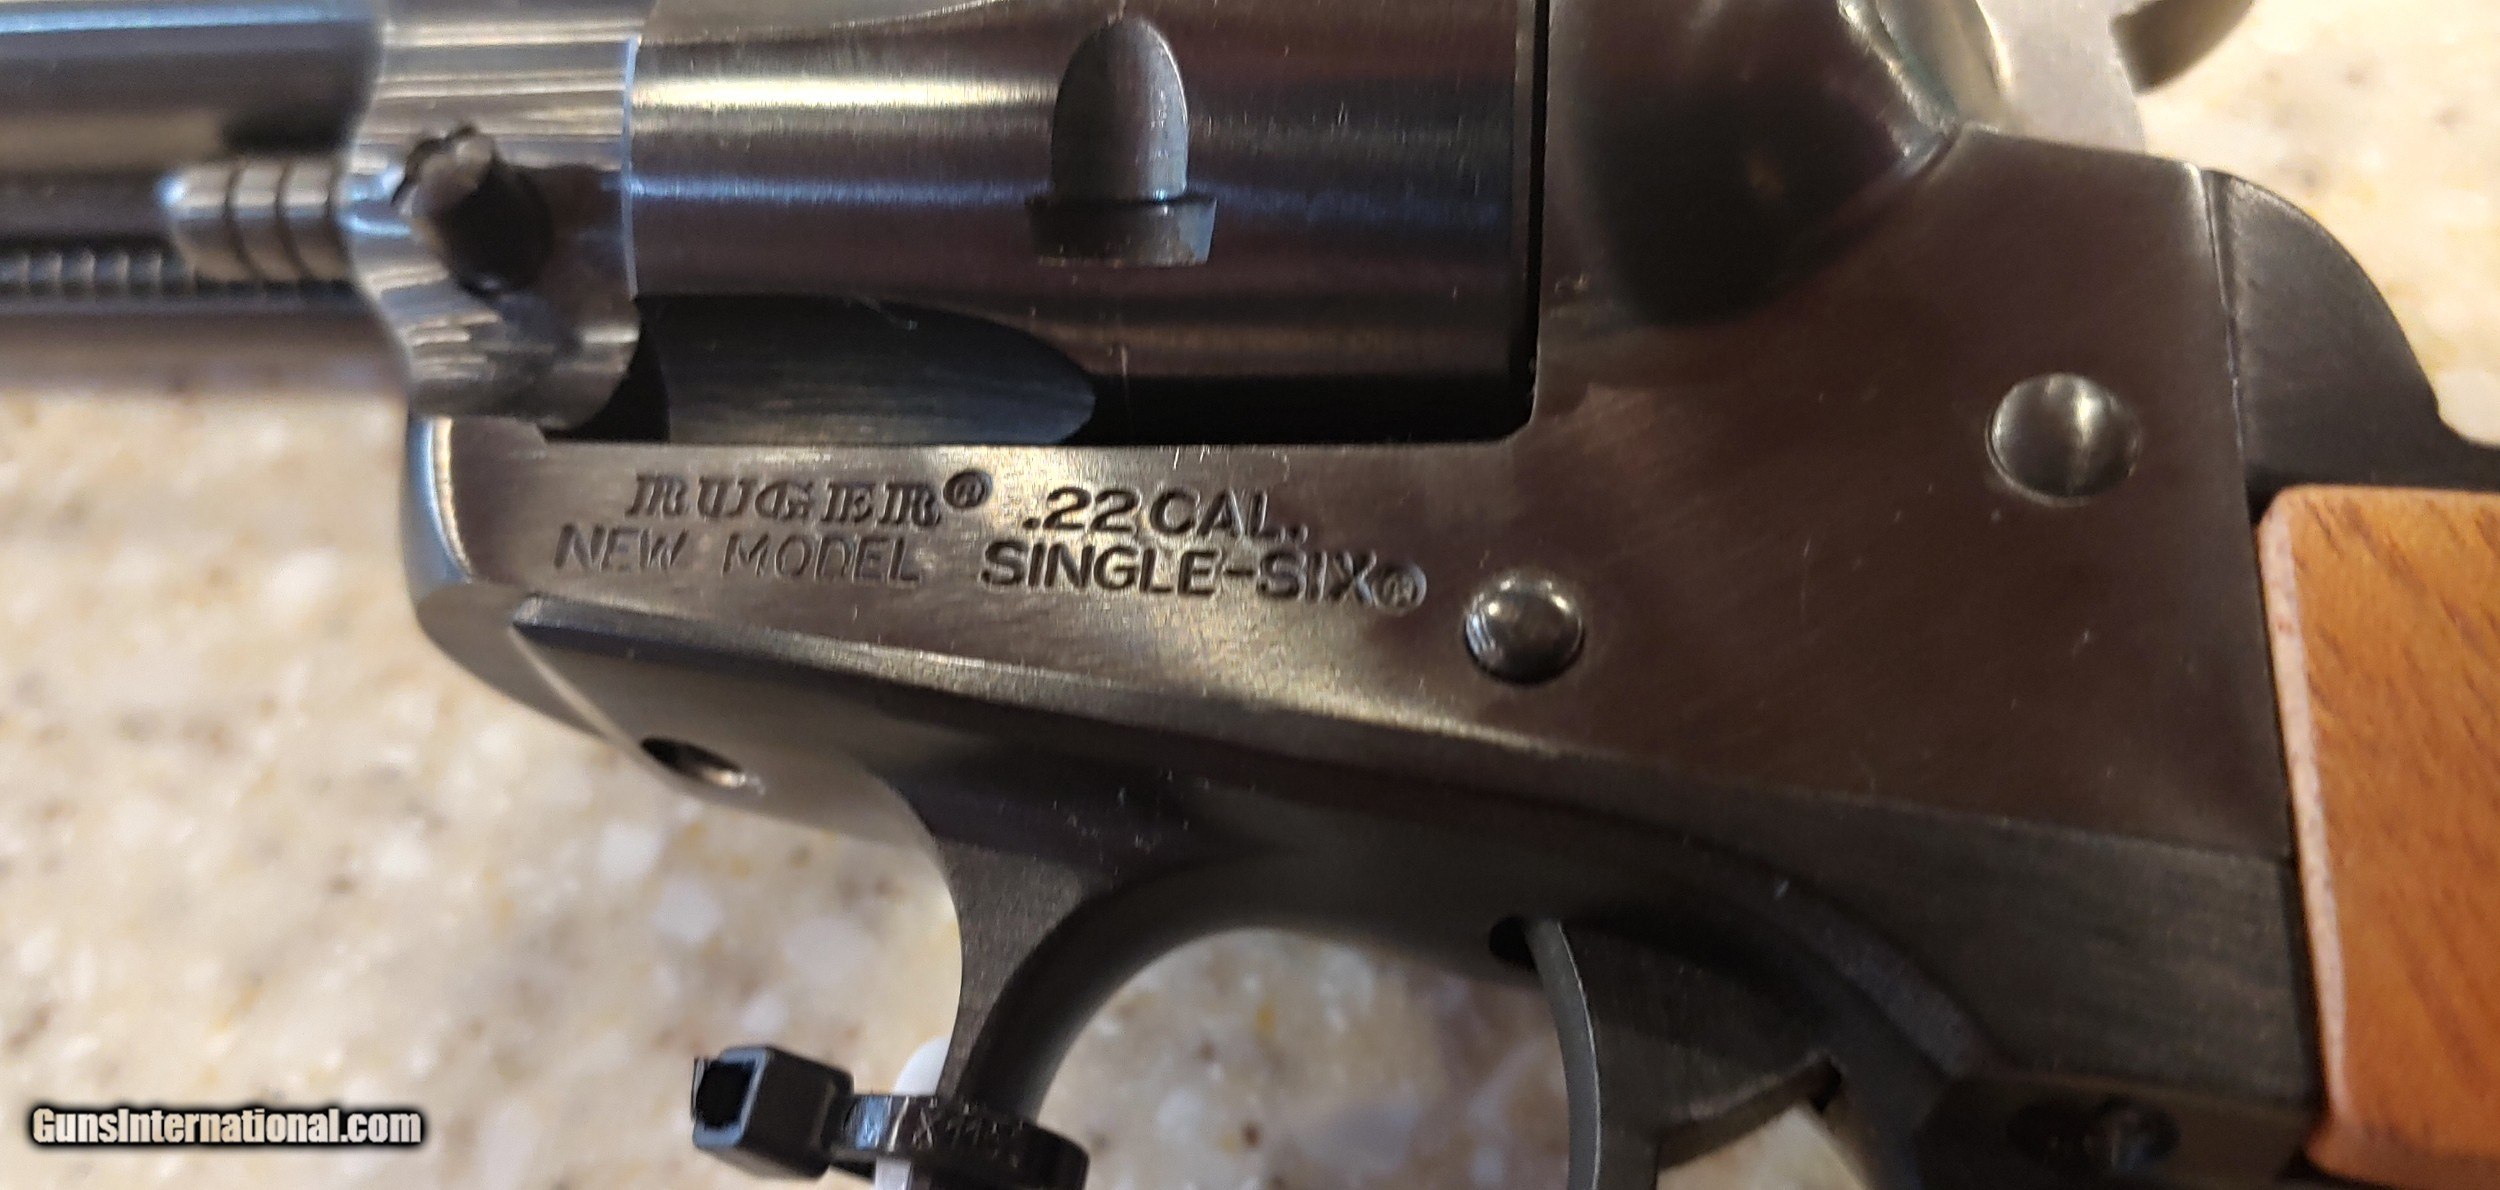 RUGER® .22 CAL.
NEW MODEL SINGLE-SIX®
GunsInternational.com